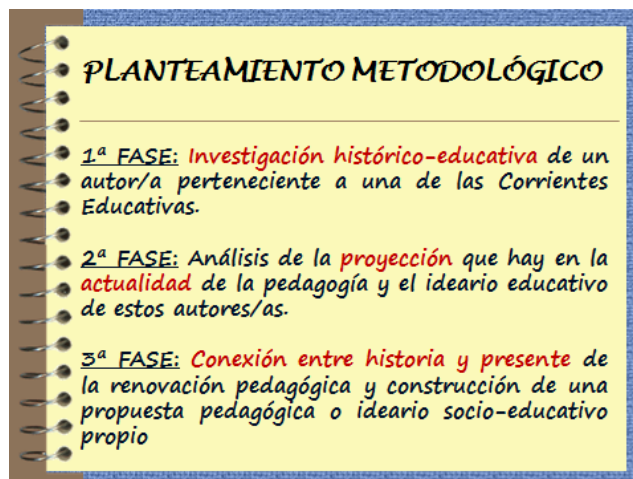 PLANTEAMIENTO METODOLÓGICO
1ª FASE: Investigación histórico-educativa de un
autor/a perteneciente a una de las Corrientes
Educativas.
2ª FASE: Análisis de la proyección que hay en la
actualidad de la pedagogía y el ideario educativo
de estos autores/as.
3ª FASE: Conexión entre historia y presente de
la renovación pedagógica y construcción de una
propuesta pedagógica o ideario socio-educativo
propio